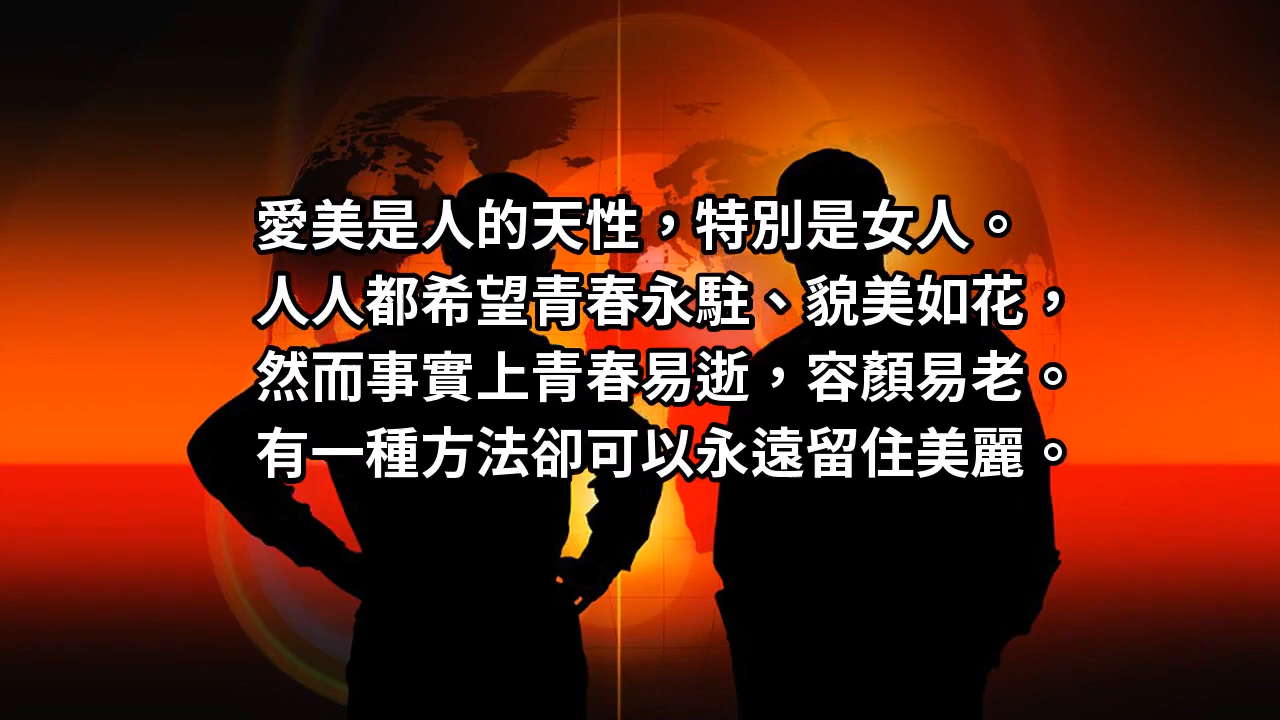 愛美是人的天性，特別是女人。
人人都希望青春永駐、貌美如花，
然而事實上青春易逝，容顏易老。
有一種方法卻可以永遠留住美麗。